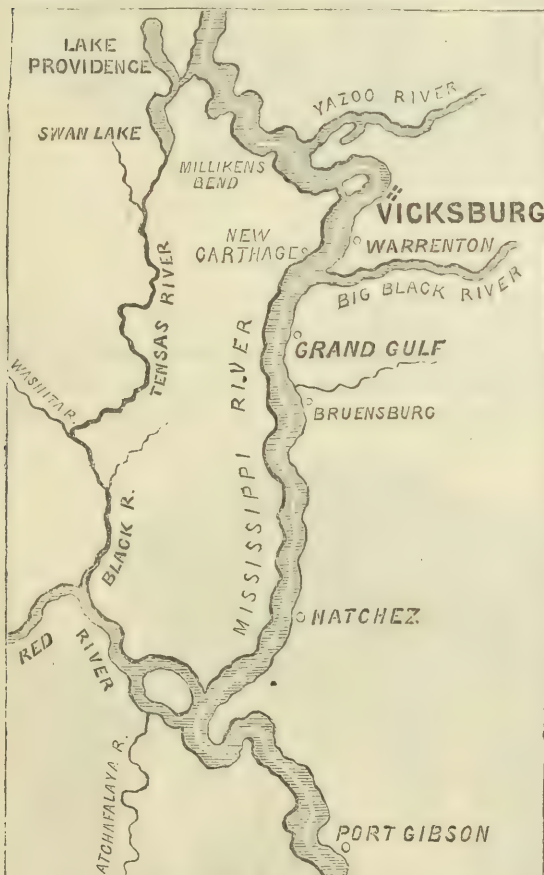 LAKE
PROVIDENCE
YAZOO RIVER
SWAN LAKE
MILLIKENS
BEND
VICKSBURG
NEW
CARTHAGE
WARRENTON
BIG BLACK RIVER
TENSAS RIVER
MISSISSIPPI RIVER
GRAND GULF
WASHITA R.
BRUENSBURG
BLACK R.
NATCHEZ
RED RIVER
ATCHAFALAYA R.
PORT GIBSON